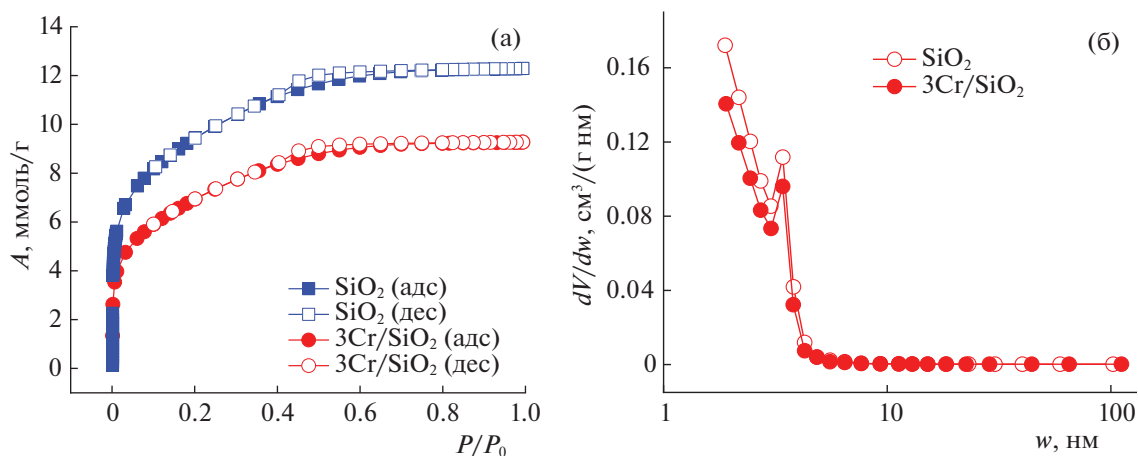 (а)
A, ммоль/г
14
12
10
8
6
4
2
0
SiO₂ (адс)
SiO₂ (дес)
3Cr/SiO₂ (адс)
3Cr/SiO₂ (дес)
0 0.2 0.4 0.6 0.8 1.0
P/P₀
(б)
dV/dw, см³/(г нм)
0.16
0.12
0.08
0.04
0
SiO₂
3Cr/SiO₂
1 10 100
w, нм